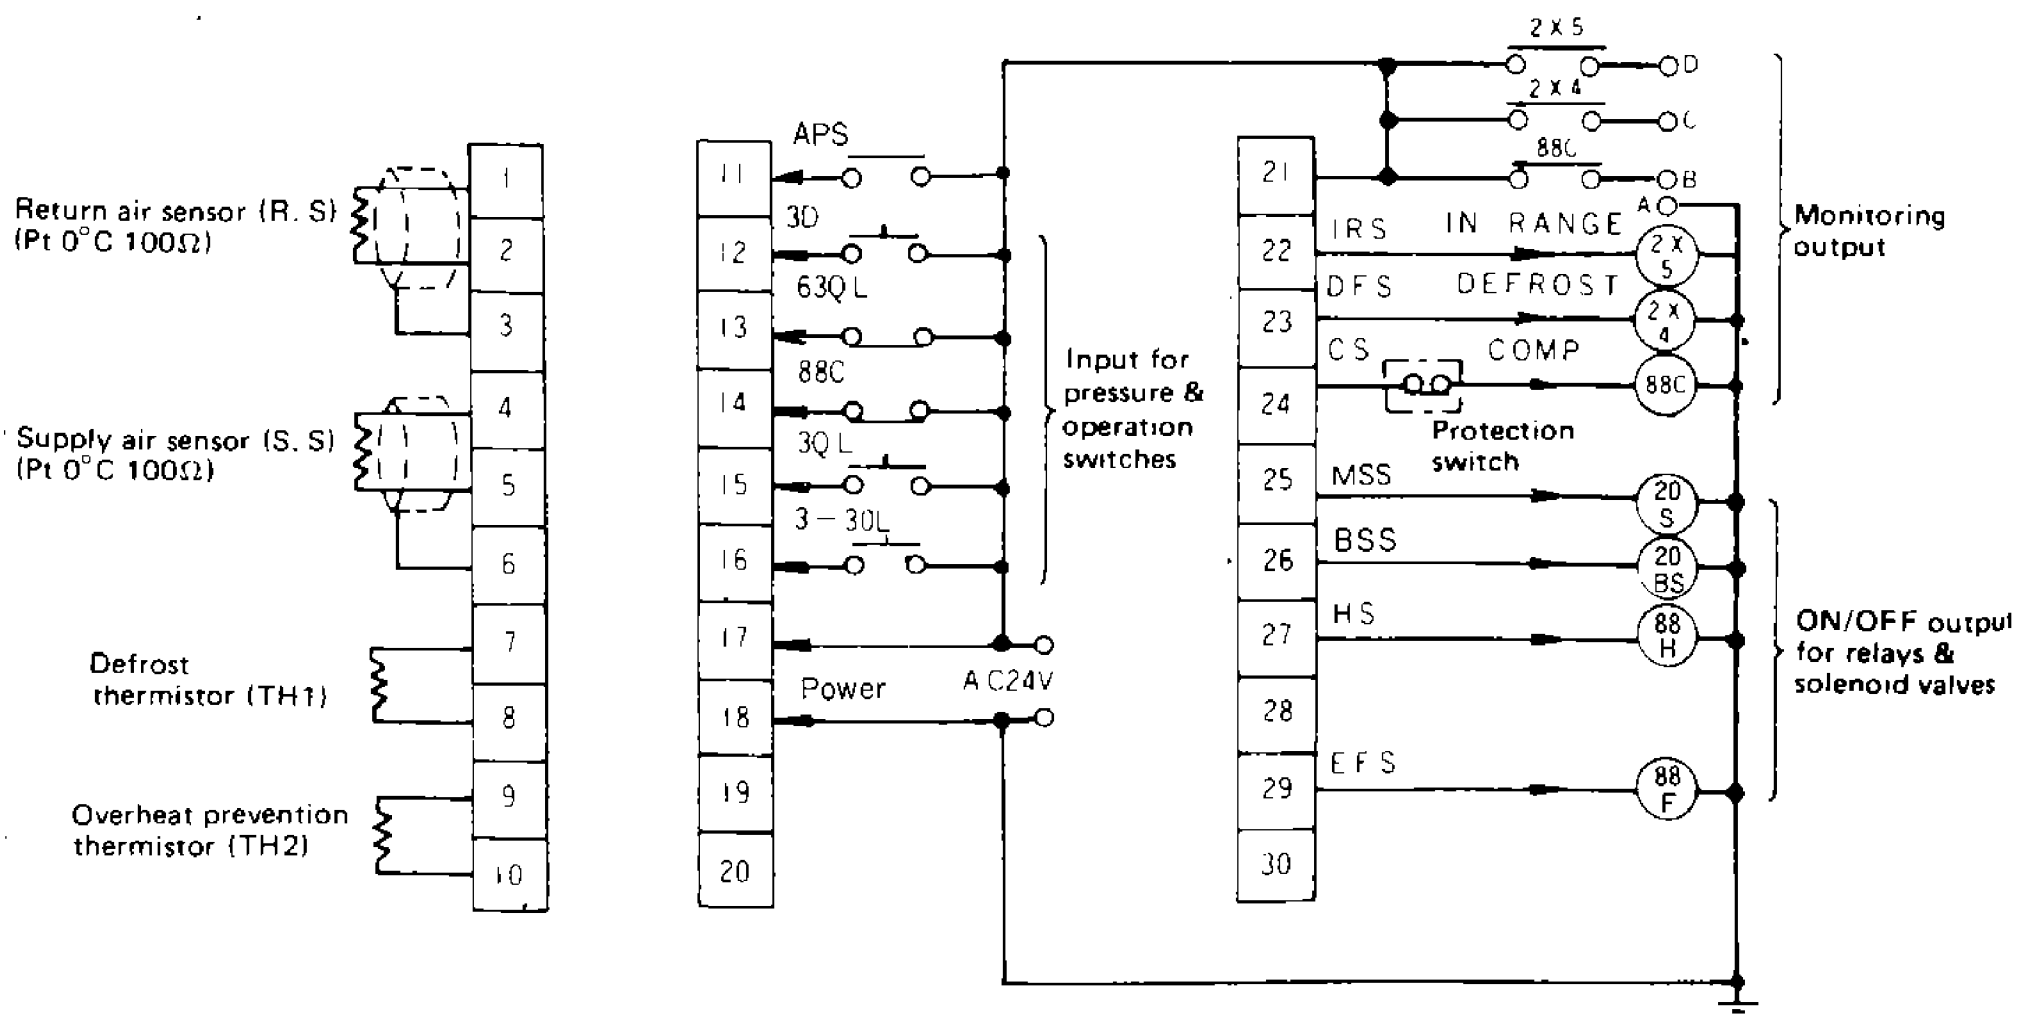 Return air sensor (R. S)
(Pt 0°C 100Ω)
Supply air sensor (S. S)
(Pt 0°C 100Ω)
Defrost
thermistor (TH1)
Overheat prevention
thermistor (TH2)
1
2
3
4
5
6
7
8
9
10
11
12
13
14
15
16
17
18
19
20
APS
3D
63QL
88C
3QL
3-30L
Power
AC24V
Input for
pressure &
operation
switches
21
22
23
24
25
26
27
28
29
30
2 X 5
D
2 X 4
C
88C
B
A
IRS IN RANGE
2 X
5
DFS DEFROST
2 X
4
CS COMP
88C
Protection
switch
MSS
20
S
BSS
20
BS
HS
88
H
EFS
88
F
Monitoring
output
ON/OFF output
for relays &
solenoid valves